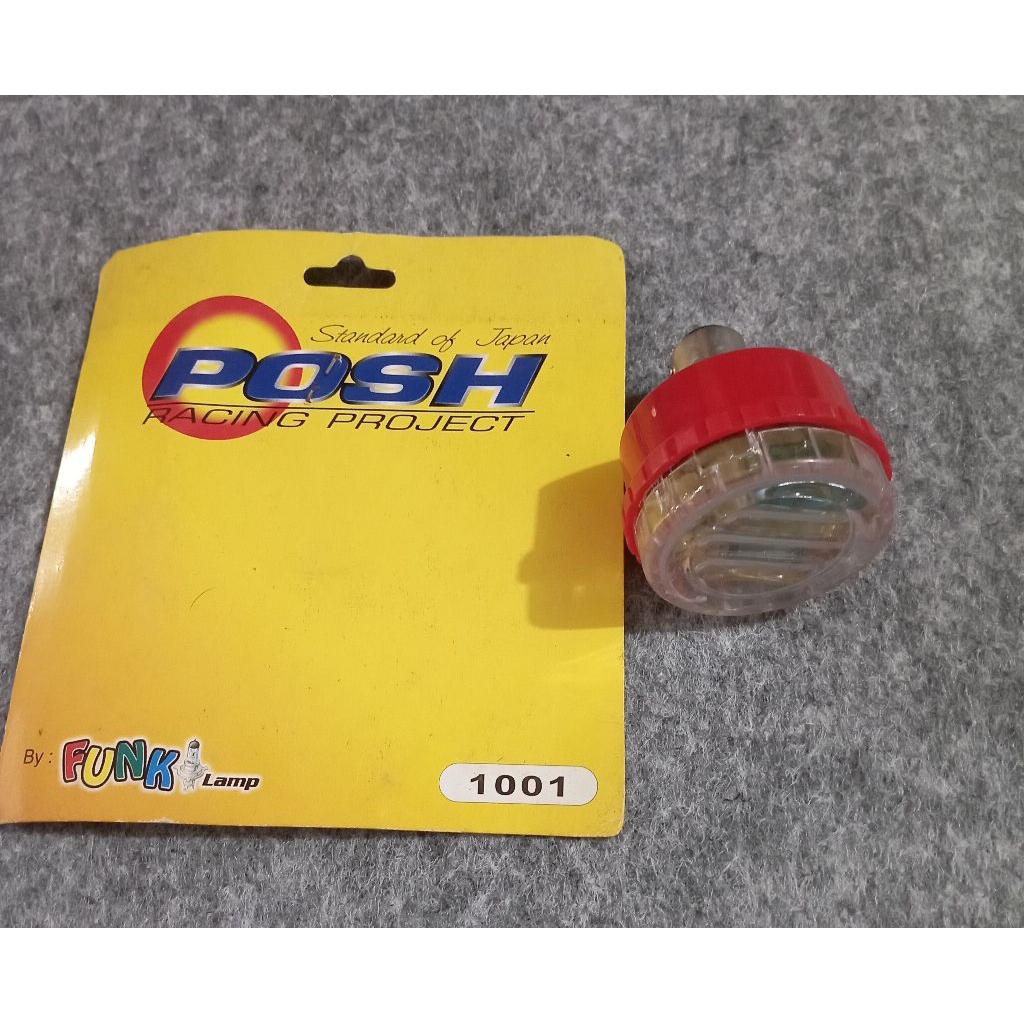 Standard of Japan
POSH
RACING PROJECT
By : FUNK Lamp
1001